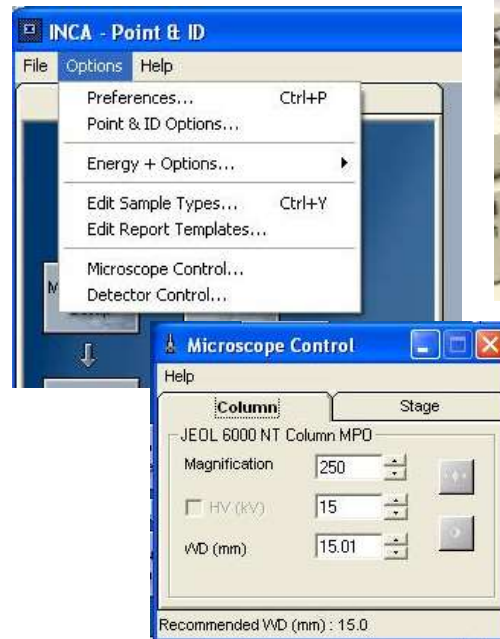 INCA - Point & ID
File Options Help
Preferences... Ctrl+P
Point & ID Options...
Energy + Options...
Edit Sample Types... Ctrl+Y
Edit Report Templates...
Microscope Control...
Detector Control...
M
Microscope Control
Help
Column Stage
JEOL 6000 NT Column MPO
Magnification 250
HV (kV) 15
WD (mm) 15.01
Recommended WD (mm) : 15.0